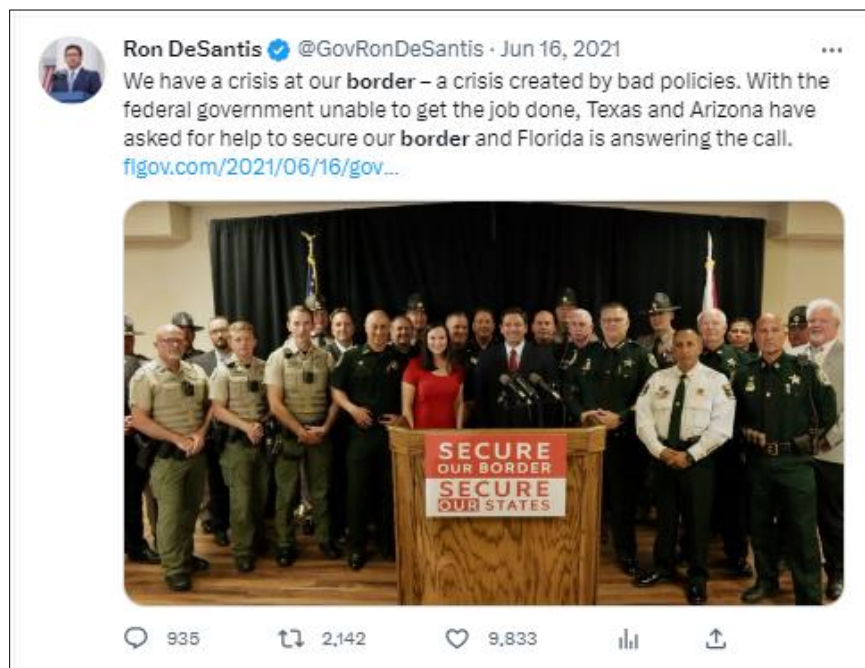 Ron DeSantis @GovRonDeSantis · Jun 16, 2021
We have a crisis at our border – a crisis created by bad policies. With the
federal government unable to get the job done, Texas and Arizona have
asked for help to secure our border and Florida is answering the call.
flgov.com/2021/06/16/gov...
SECURE
OUR BORDER
SECURE
OUR STATES
935 2,142 9,833